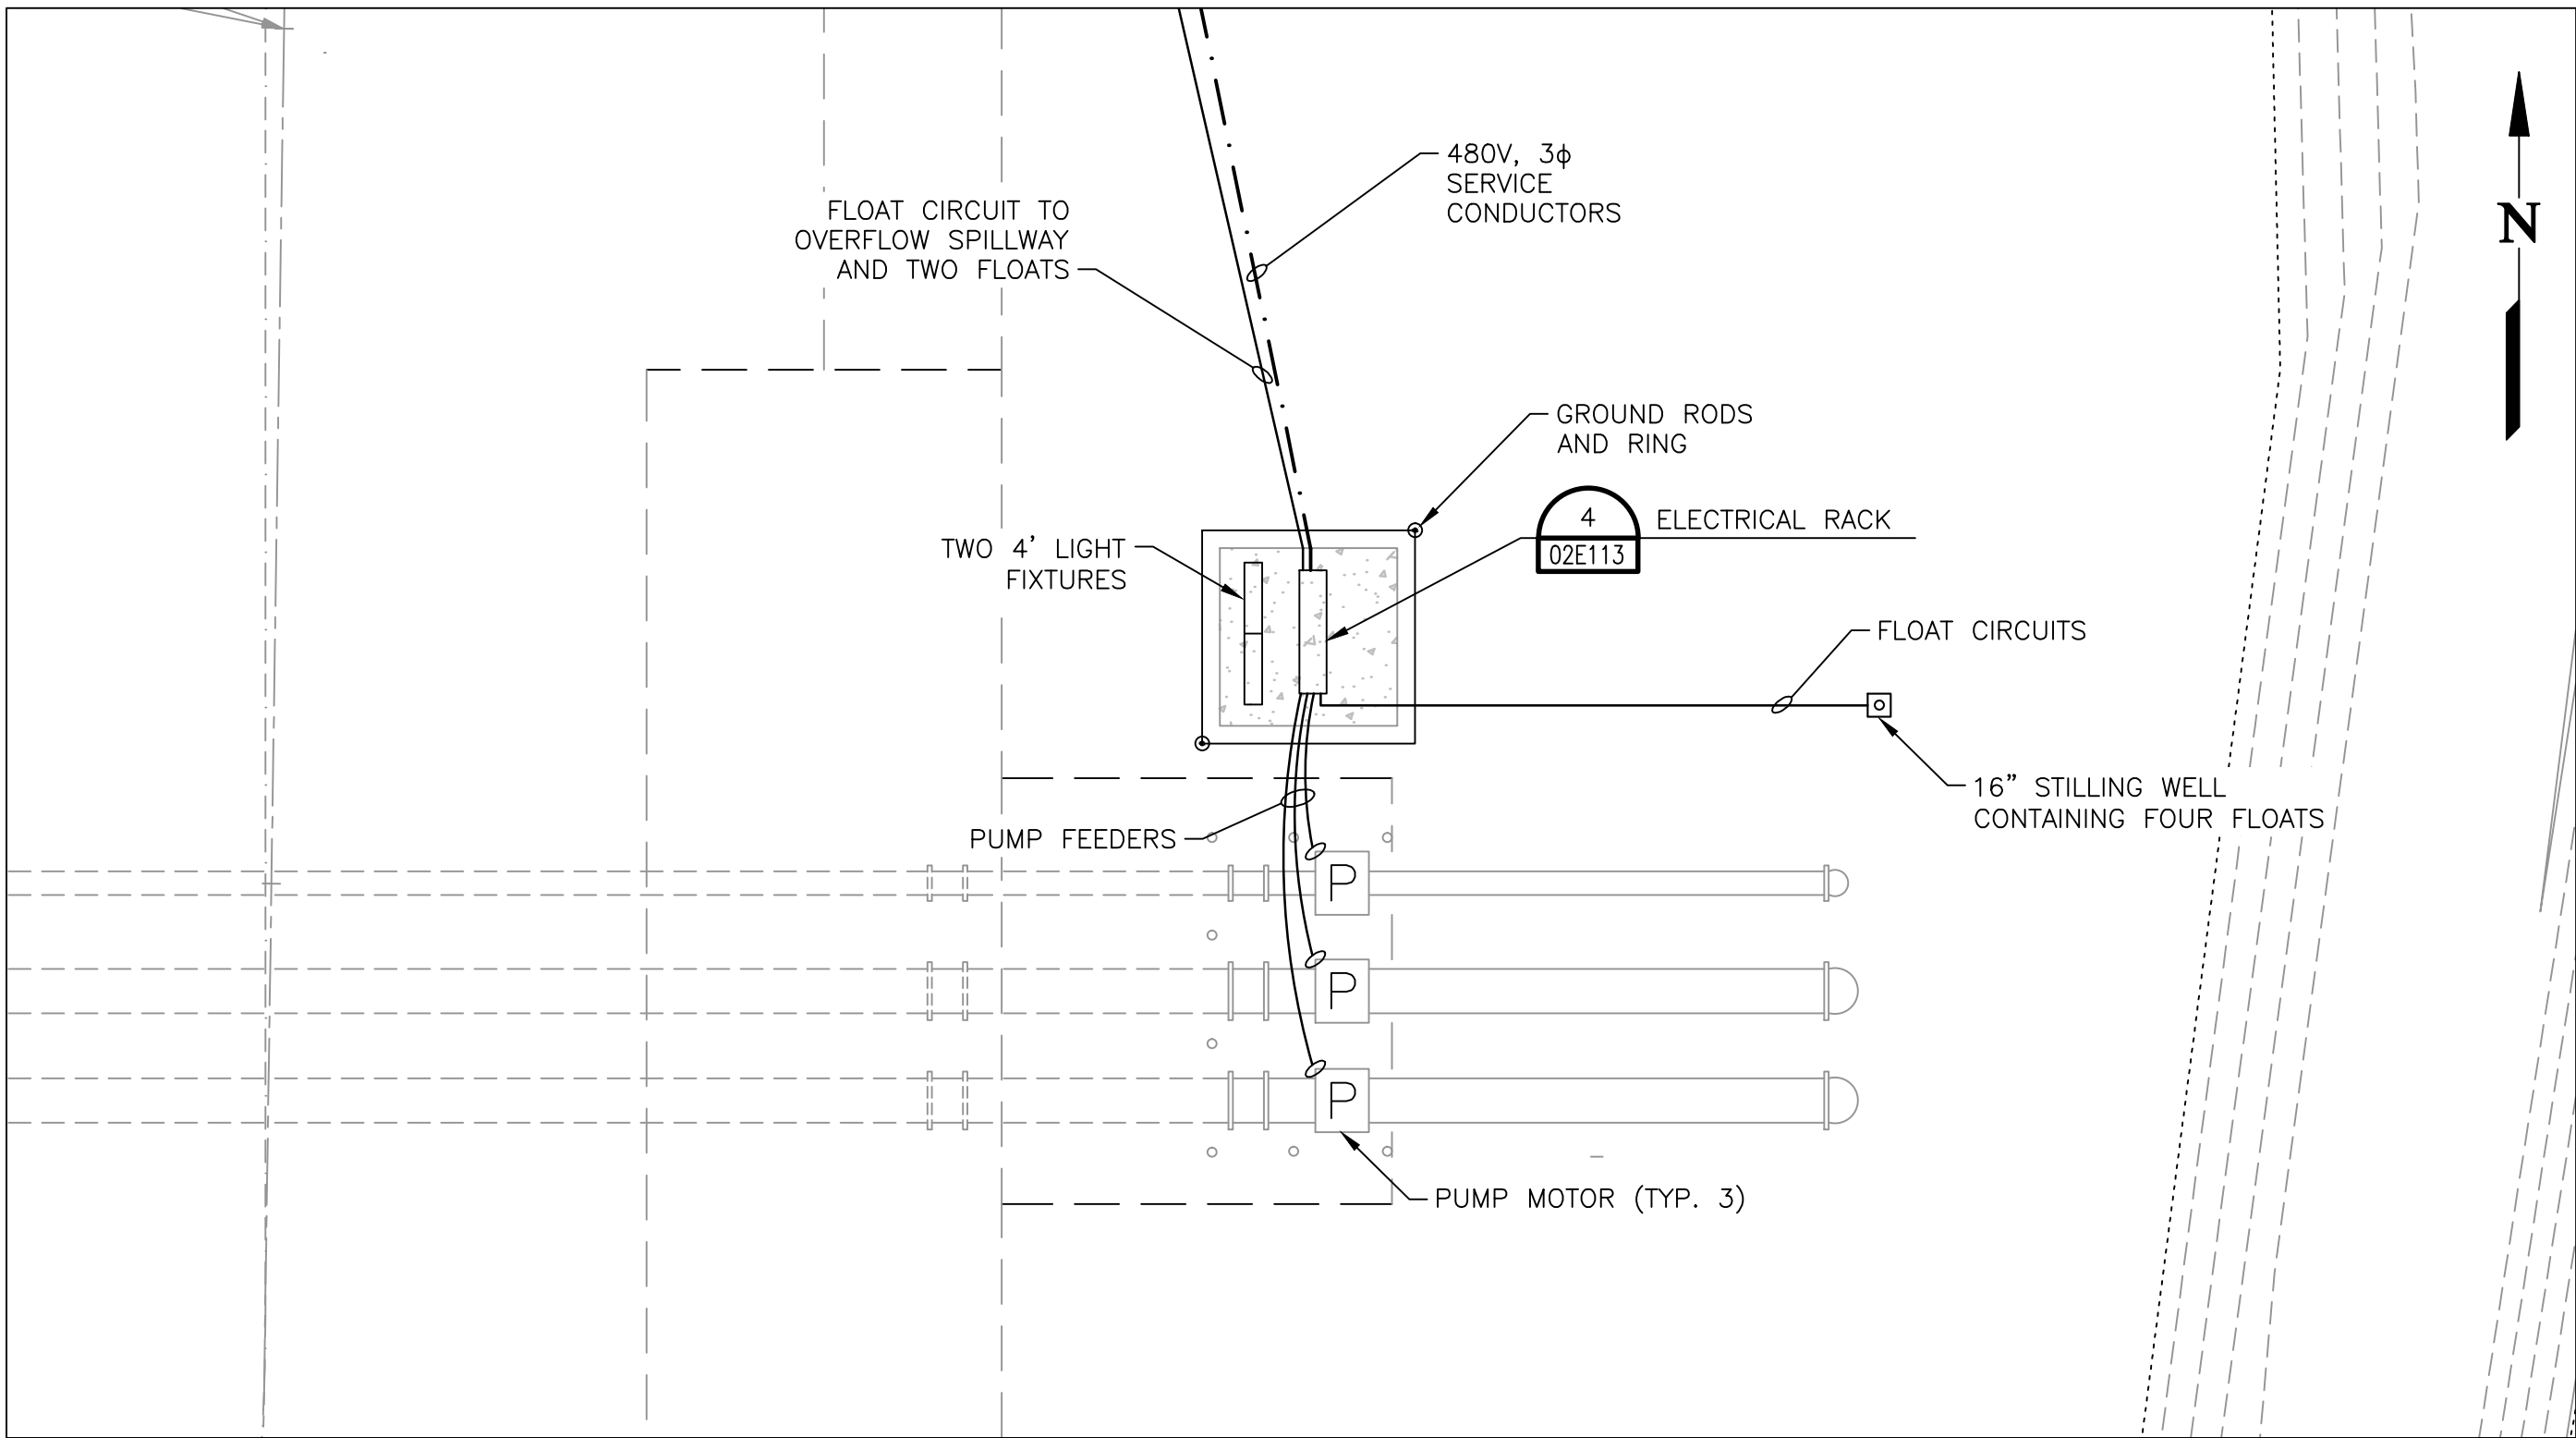 480V, 3ϕ
SERVICE
CONDUCTORS
FLOAT CIRCUIT TO
OVERFLOW SPILLWAY
AND TWO FLOATS
N
GROUND RODS
AND RING
4
02E113
ELECTRICAL RACK
TWO 4' LIGHT
FIXTURES
FLOAT CIRCUITS
16” STILLING WELL
CONTAINING FOUR FLOATS
PUMP FEEDERS
P
P
P
PUMP MOTOR (TYP. 3)